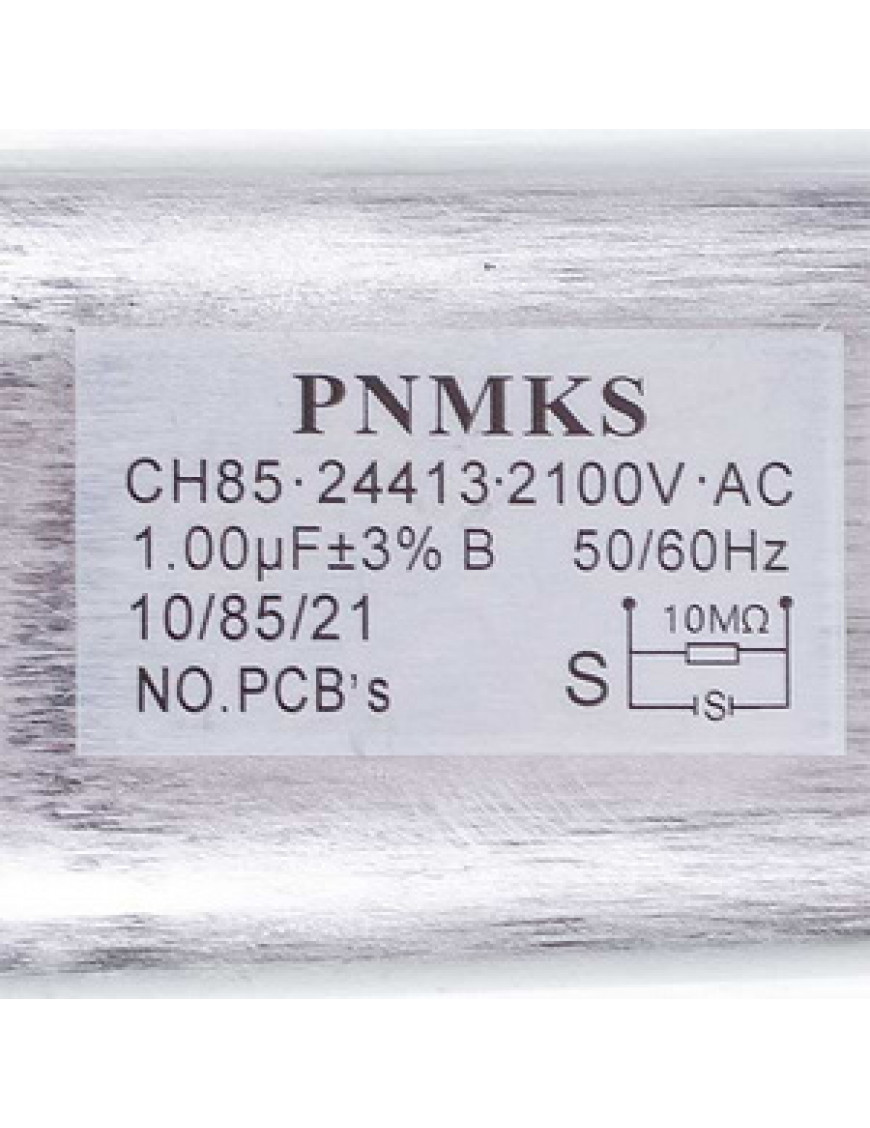 PNMKS
CH85·24413·2100V·AC
1.00µF±3% B 50/60Hz
10/85/21
10MΩ
NO.PCB's
S
S